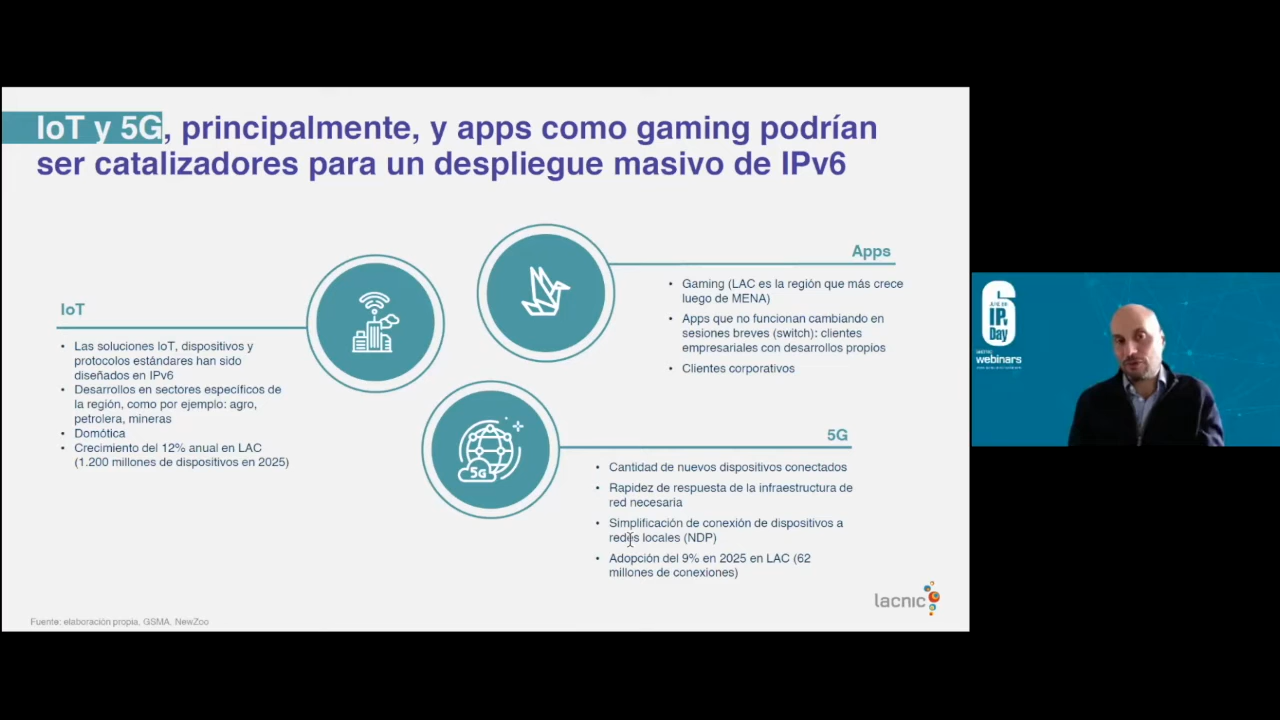 IoT y 5G, principalmente, y apps como gaming podrían
ser catalizadores para un despliegue masivo de IPv6
Apps
• Gaming (LAC es la región que más crece
luego de MENA)
• Apps que no funcionan cambiando en
sesiones breves (switch): clientes
empresariales con desarrollos propios
• Clientes corporativos
IoT
• Las soluciones IoT, dispositivos y
protocolos estándares han sido
diseñados en IPv6
• Desarrollos en sectores específicos de
la región, como por ejemplo: agro,
petrolera, mineras
• Domótica
• Crecimiento del 12% anual en LAC
(1.200 millones de dispositivos en 2025)
5G
5G
• Cantidad de nuevos dispositivos conectados
• Rapidez de respuesta de la infraestructura de
red necesaria
• Simplificación de conexión de dispositivos a
redes locales (NDP)
• Adopción del 9% en 2025 en LAC (62
millones de conexiones)
lacnic
Fuente: elaboración propia, GSMA, NewZoo
6
IPv
Day
webinars